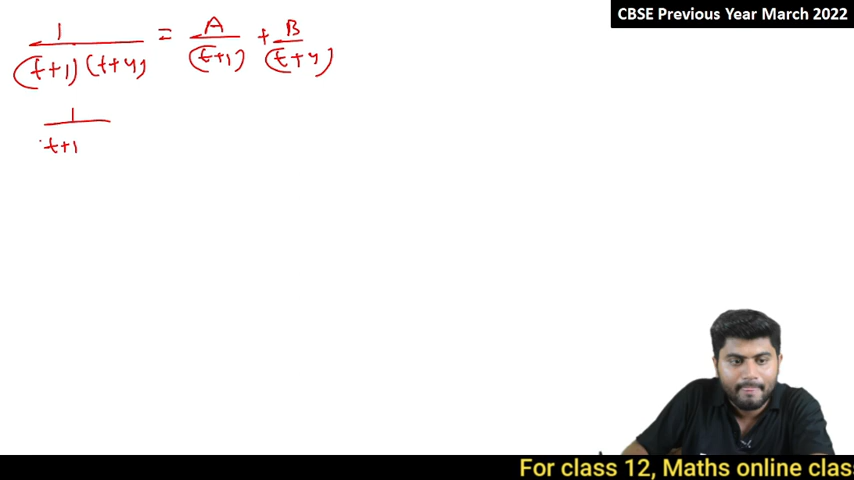 CBSE Previous Year March 2022
1/((t+1)(t+4)) = A/(t+1) + B/(t+4)
1/(t+1
For class 12, Maths online clas